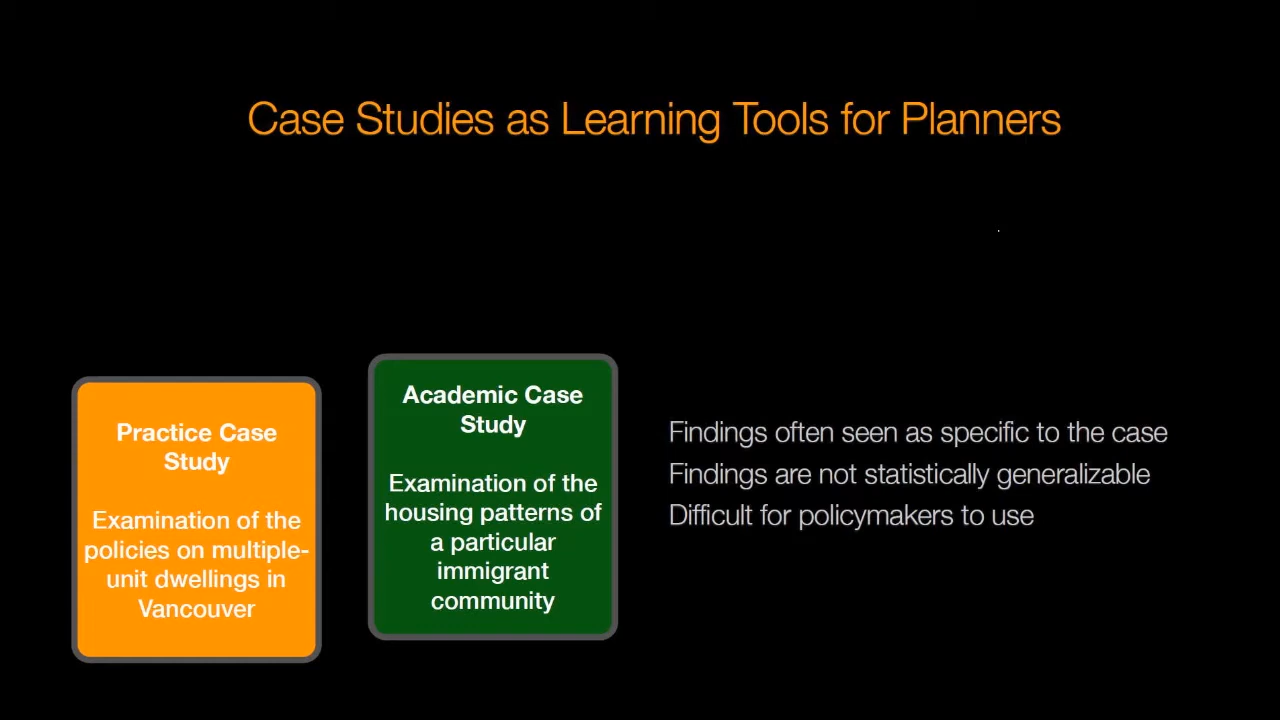 Case Studies as Learning Tools for Planners
Practice Case
Study
Examination of the
policies on multiple-
unit dwellings in
Vancouver
Academic Case
Study
Examination of the
housing patterns of
a particular
immigrant
community
Findings often seen as specific to the case
Findings are not statistically generalizable
Difficult for policymakers to use